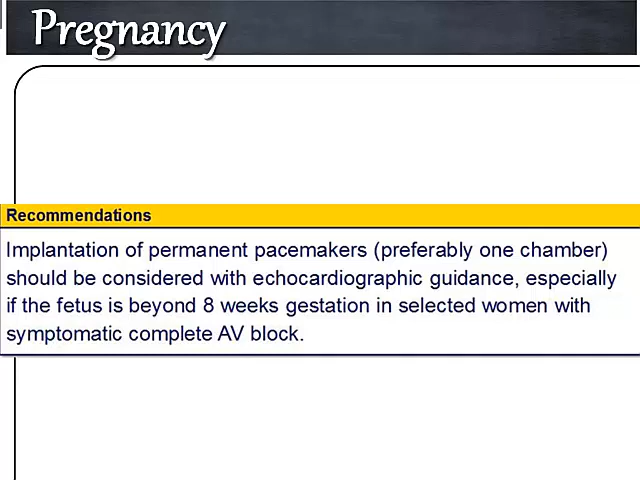 Pregnancy
Recommendations
Implantation of permanent pacemakers (preferably one chamber)
should be considered with echocardiographic guidance, especially
if the fetus is beyond 8 weeks gestation in selected women with
symptomatic complete AV block.